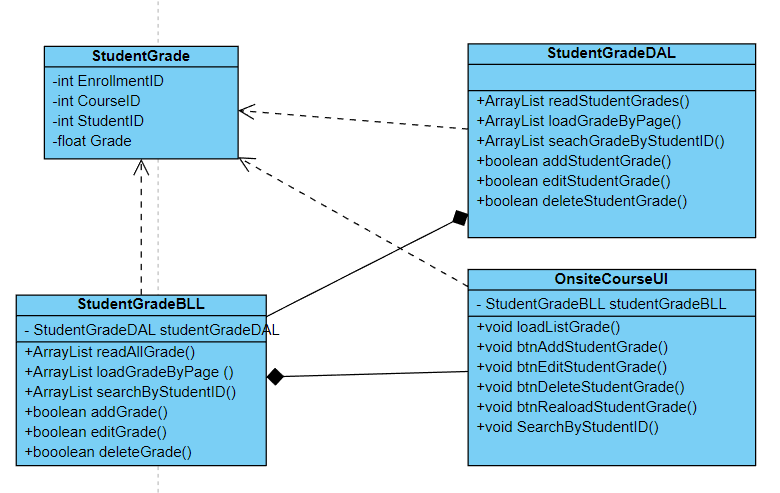 StudentGrade
-int EnrollmentID
-int CourseID
-int StudentID
-float Grade
StudentGradeDAL
+ArrayList readStudentGrades()
+ArrayList loadGradeByPage()
+ArrayList seachGradeByStudentID()
+boolean addStudentGrade()
+boolean editStudentGrade()
+boolean deleteStudentGrade()
StudentGradeBLL
- StudentGradeDAL studentGradeDAL
+ArrayList readAllGrade()
+ArrayList loadGradeByPage ()
+ArrayList searchByStudentID()
+boolean addGrade()
+boolean editGrade()
+booolean deleteGrade()
OnsiteCourseUI
- StudentGradeBLL studentGradeBLL
+void loadListGrade()
+void btnAddStudentGrade()
+void btnEditStudentGrade()
+void btnDeleteStudentGrade()
+void btnRealoadStudentGrade()
+void SearchByStudentID()